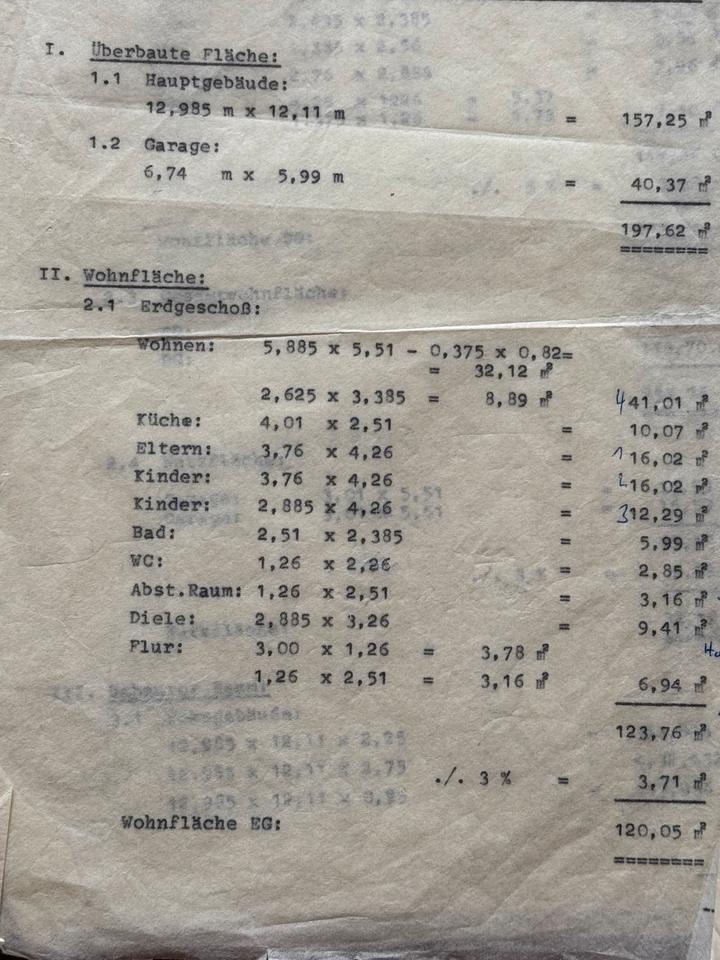 I. Überbaute Fläche:
1.1 Hauptgebäude:
12,985 m x 12,11 m = 157,25 m²
1.2 Garage:
6,74 m x 5,99 m = 40,37 m²
197,62 m²
II. Wohnfläche:
2.1 Erdgeschoß:
Wohnen: 5,885 x 5,51 - 0,375 x 0,82=
= 32,12 m²
2,625 x 3,385 = 8,89 m² 4 41,01 m²
Küche: 4,01 x 2,51 = 10,07 m²
Eltern: 3,76 x 4,26 = 1 16,02 m²
Kinder: 3,76 x 4,26 = 2 16,02 m²
Kinder: 2,885 x 4,26 = 3 12,29 m²
Bad: 2,51 x 2,385 = 5,99 m²
WC: 1,26 x 2,26 = 2,85 m²
Abst.Raum: 1,26 x 2,51 = 3,16 m²
Diele: 2,885 x 3,26 = 9,41 m²
Flur: 3,00 x 1,26 = 3,78 m²
1,26 x 2,51 = 3,16 m² 6,94 m²
123,76 m²
./. 3 % = 3,71 m²
Wohnfläche EG: 120,05 m²